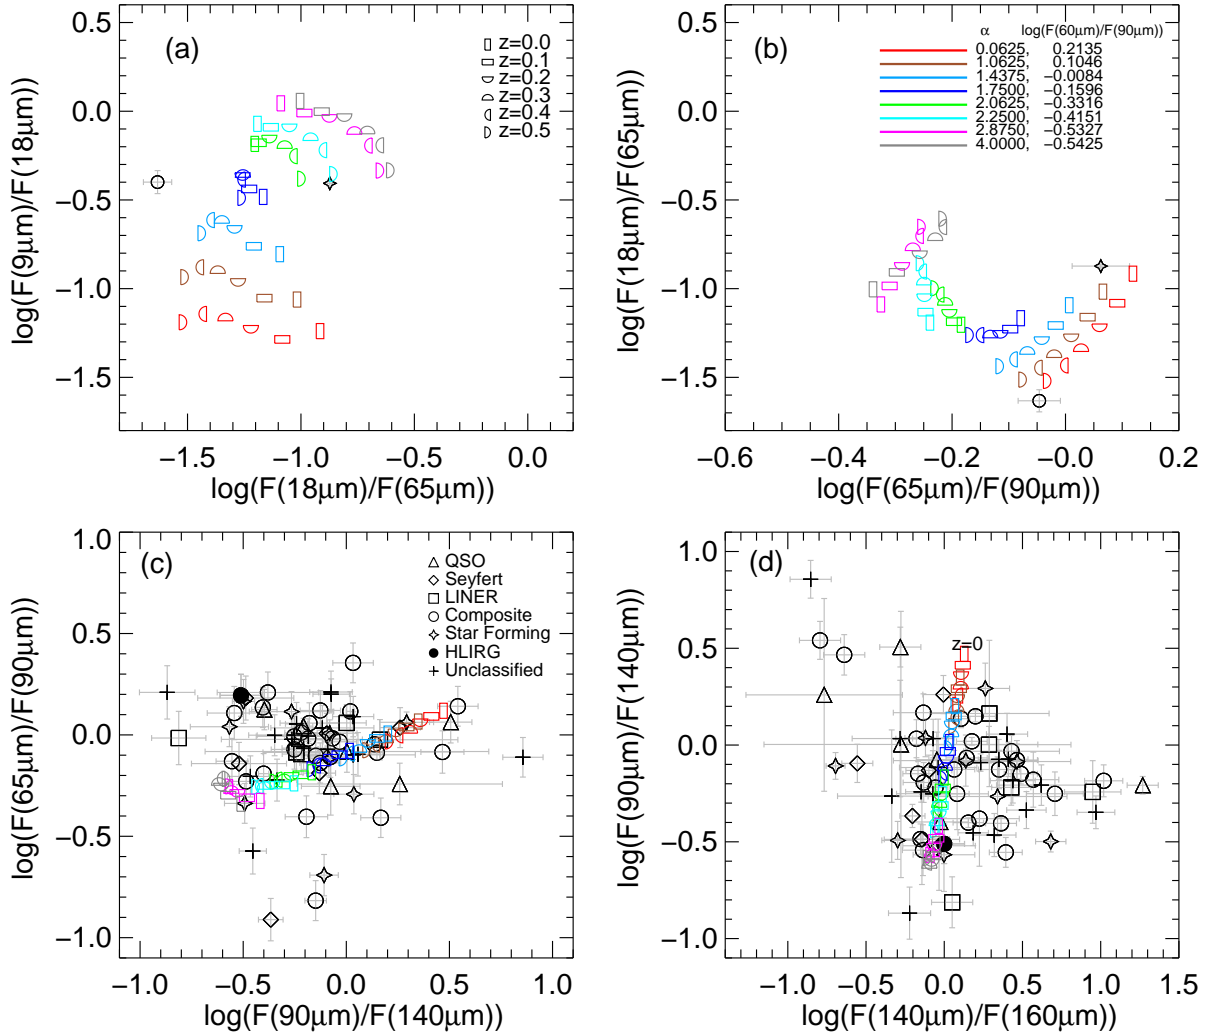 (a)
z=0.0
z=0.1
z=0.2
z=0.3
z=0.4
z=0.5
0.5
0.0
−0.5
−1.0
−1.5
log(F(9μm)/F(18μm))
−1.5 −1.0 −0.5 0.0
log(F(18μm)/F(65μm))
(b)
α log(F(60μm)/F(90μm))
0.0625, 0.2135
1.0625, 0.1046
1.4375, −0.0084
1.7500, −0.1596
2.0625, −0.3316
2.2500, −0.4151
2.8750, −0.5327
4.0000, −0.5425
0.5
0.0
−0.5
−1.0
−1.5
log(F(18μm)/F(65μm))
−0.6 −0.4 −0.2 0.0 0.2
log(F(65μm)/F(90μm))
(c)
QSO
Seyfert
LINER
Composite
Star Forming
HLIRG
Unclassified
1.0
0.5
0.0
−0.5
−1.0
log(F(65μm)/F(90μm))
−1.0 −0.5 0.0 0.5 1.0
log(F(90μm)/F(140μm))
(d)
z=0
1.0
0.5
0.0
−0.5
−1.0
log(F(90μm)/F(140μm))
−1.0 −0.5 0.0 0.5 1.0 1.5
log(F(140μm)/F(160μm))